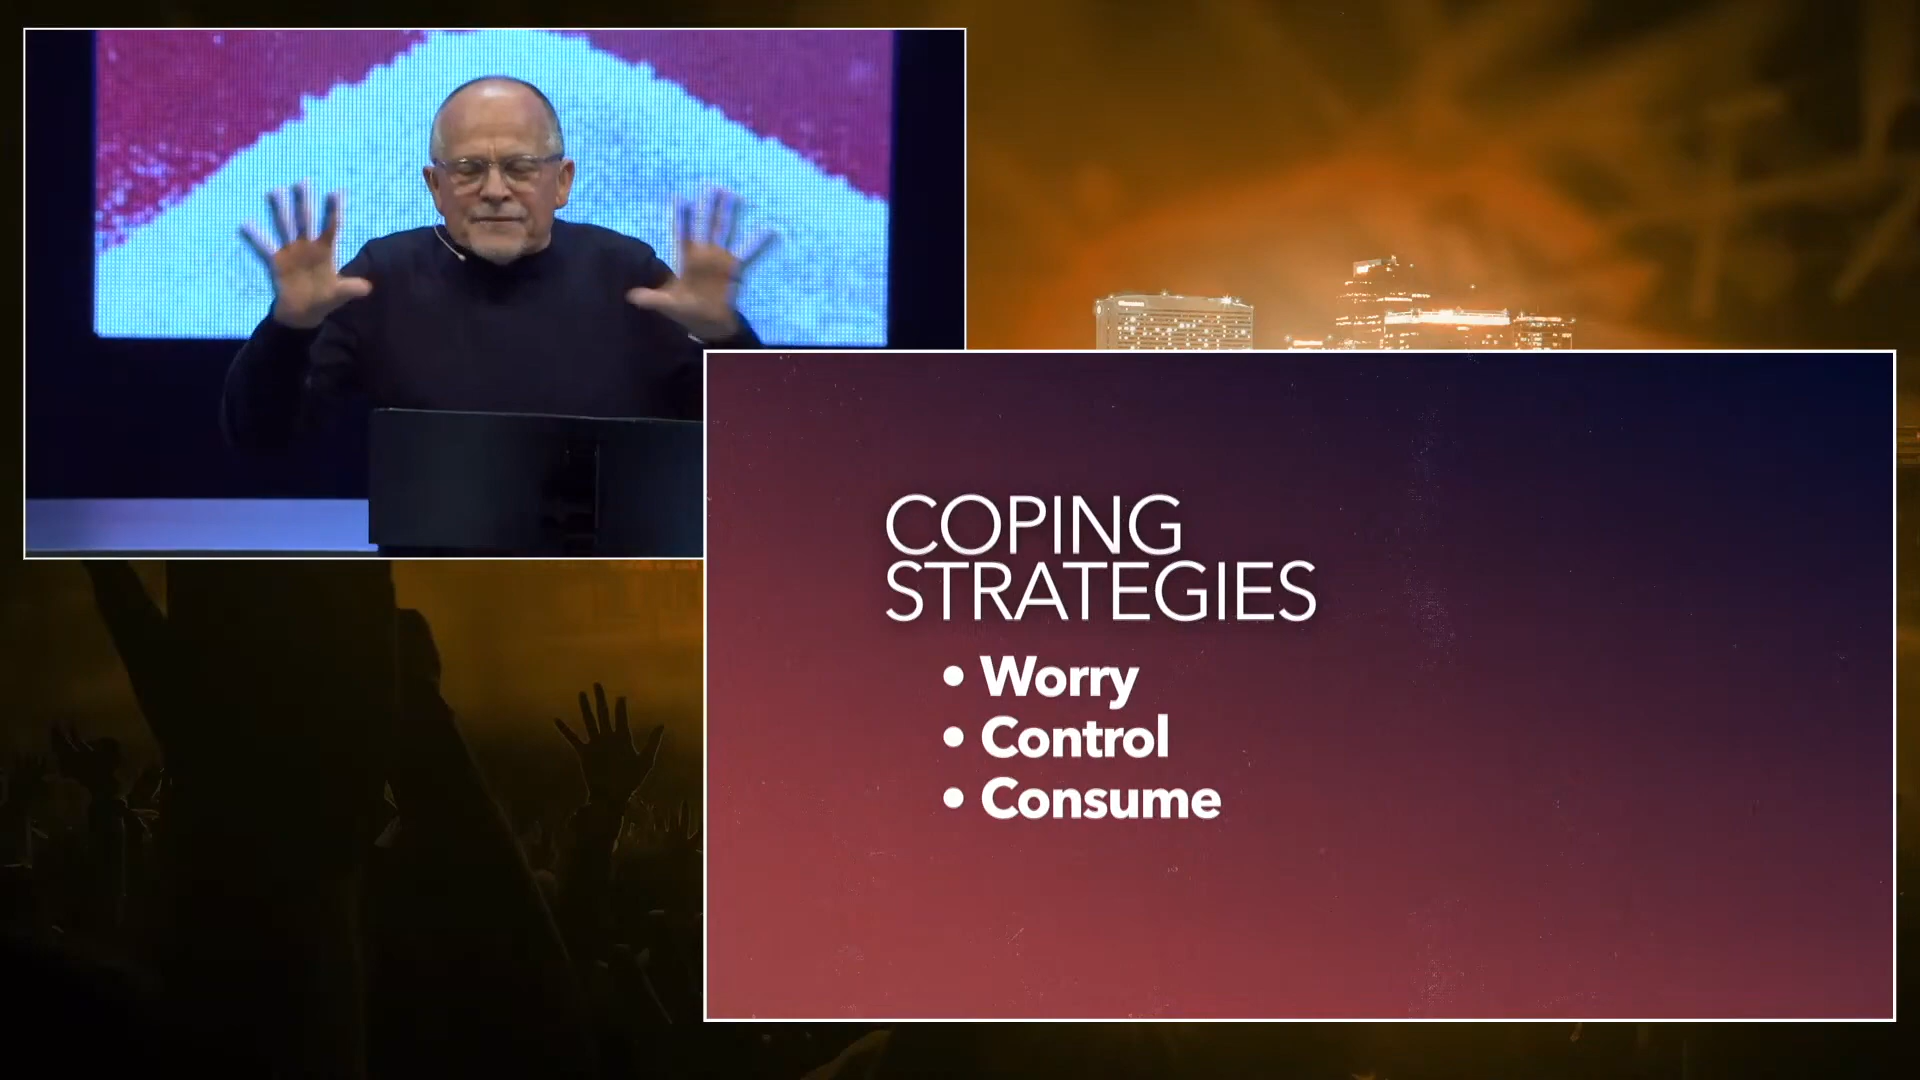 COPING
STRATEGIES
• Worry
• Control
• Consume